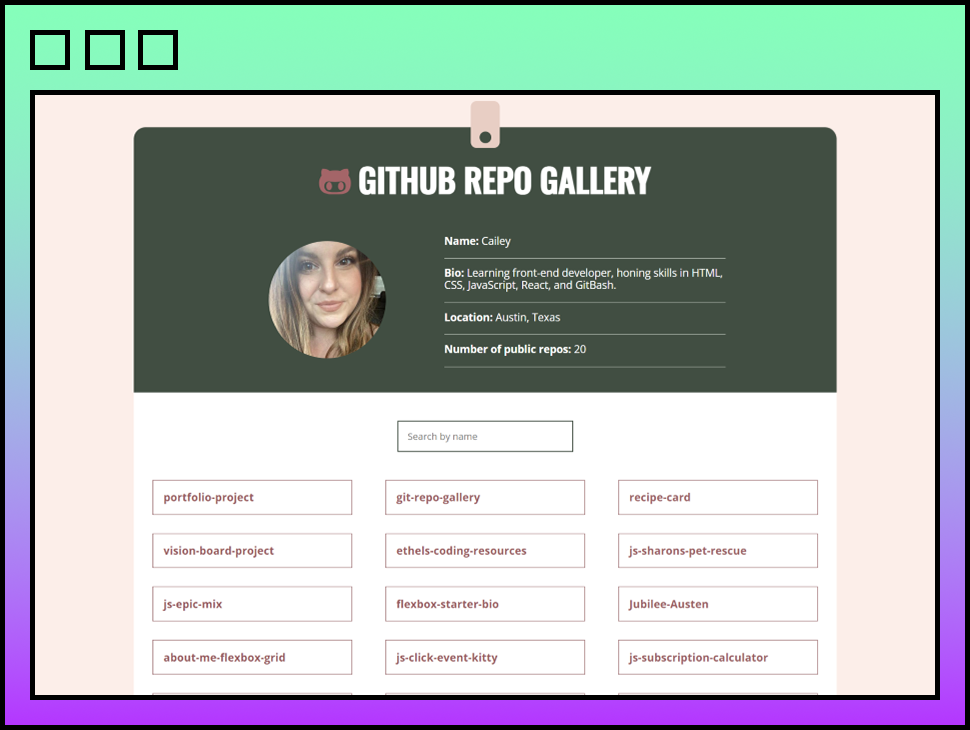 GITHUB REPO GALLERY
Name: Cailey
Bio: Learning front-end developer, honing skills in HTML,
CSS, JavaScript, React, and GitBash.
Location: Austin, Texas
Number of public repos: 20
Search by name
portfolio-project
git-repo-gallery
recipe-card
vision-board-project
ethels-coding-resources
js-sharons-pet-rescue
js-epic-mix
flexbox-starter-bio
Jubilee-Austen
about-me-flexbox-grid
js-click-event-kitty
js-subscription-calculator